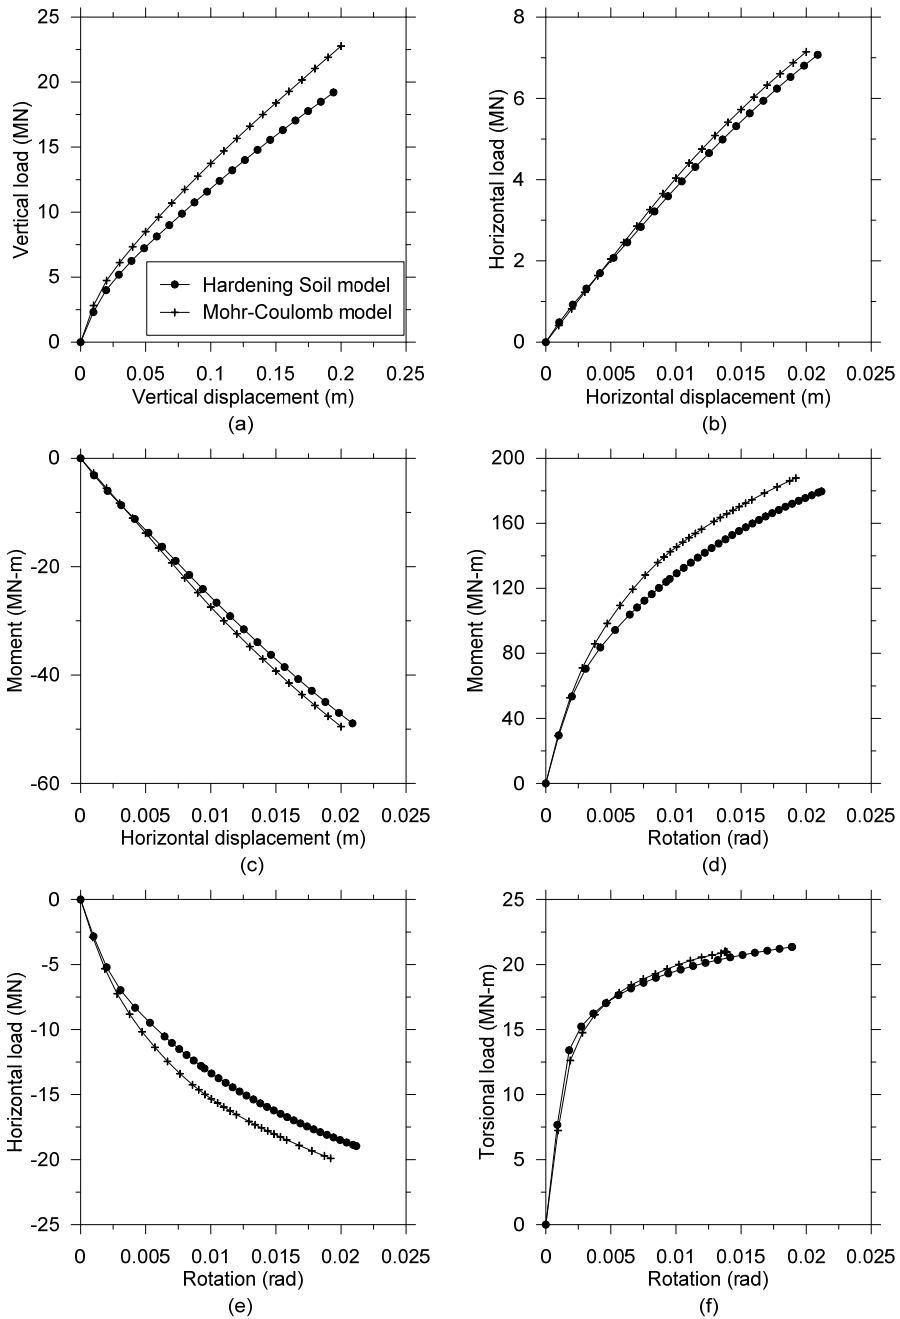 25
20
15
10
5
0
Vertical load (MN)
Hardening Soil model
Mohr-Coulomb model
0 0.05 0.1 0.15 0.2 0.25
Vertical displacement (m)
(a)
8
6
4
2
0
Horizontal load (MN)
0 0.005 0.01 0.015 0.02 0.025
Horizontal displacement (m)
(b)
0
-20
-40
-60
Moment (MN-m)
0 0.005 0.01 0.015 0.02 0.025
Horizontal displacement (m)
(c)
200
160
120
80
40
0
Moment (MN-m)
0 0.005 0.01 0.015 0.02 0.025
Rotation (rad)
(d)
0
-5
-10
-15
-20
-25
Horizontal load (MN)
0 0.005 0.01 0.015 0.02 0.025
Rotation (rad)
(e)
25
20
15
10
5
0
Torsional load (MN-m)
0 0.005 0.01 0.015 0.02 0.025
Rotation (rad)
(f)